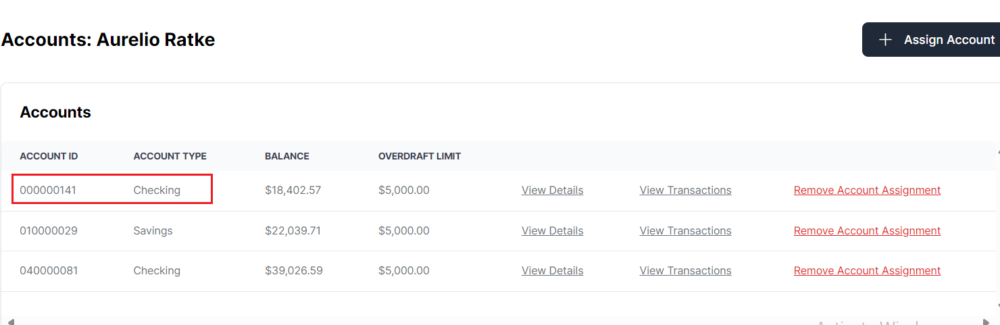 Accounts: Aurelio Ratke
Assign Account
Accounts
ACCOUNT ID ACCOUNT TYPE BALANCE OVERDRAFT LIMIT
000000141 Checking $18,402.57 $5,000.00 View Details View Transactions Remove Account Assignment
010000029 Savings $22,039.71 $5,000.00 View Details View Transactions Remove Account Assignment
040000081 Checking $39,026.59 $5,000.00 View Details View Transactions Remove Account Assignment